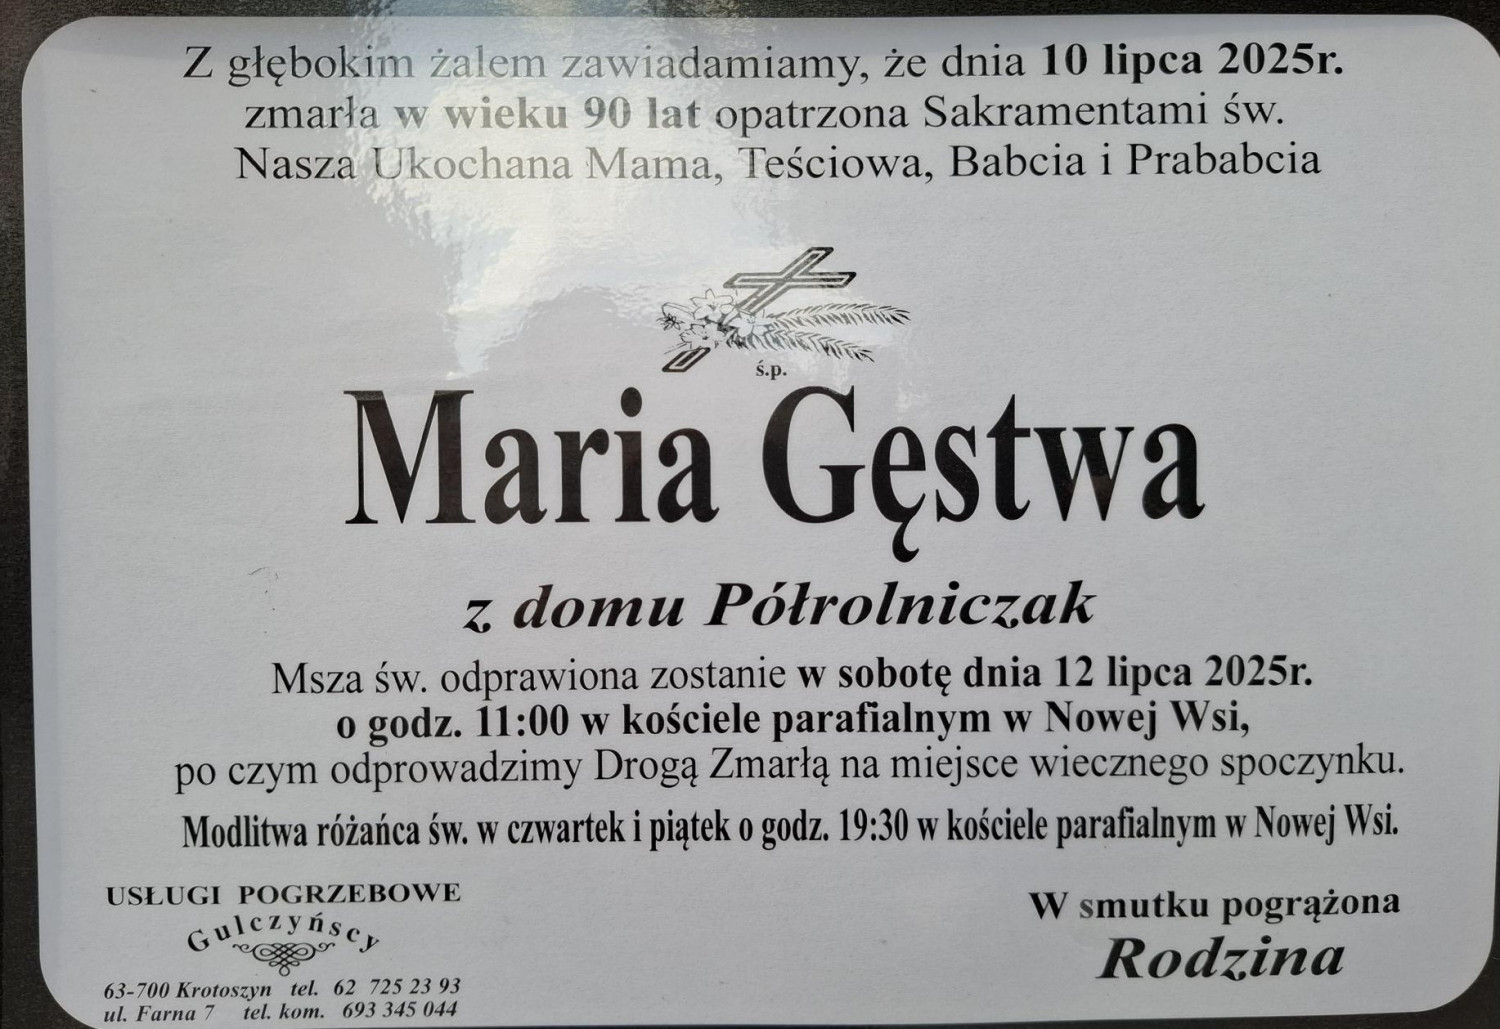 Z głębokim żalem zawiadamiamy, że dnia 10 lipca 2025r.
zmarła w wieku 90 lat opatrzona Sakramentami św.
Nasza Ukochana Mama, Teściowa, Babcia i Prababcia
ś.p.
Maria Gęstwa
z domu Półrolniczak
Msza św. odprawiona zostanie w sobotę dnia 12 lipca 2025r.
o godz. 11:00 w kościele parafialnym w Nowej Wsi,
po czym odprowadzimy Drogą Zmarłą na miejsce wiecznego spoczynku.
Modlitwa różańca św. w czwartek i piątek o godz. 19:30 w kościele parafialnym w Nowej Wsi.
USŁUGI POGRZEBOWE
Gulczyńscy
63-700 Krotoszyn tel. 62 725 23 93
ul. Farna 7 tel. kom. 693 345 044
W smutku pogrążona
Rodzina